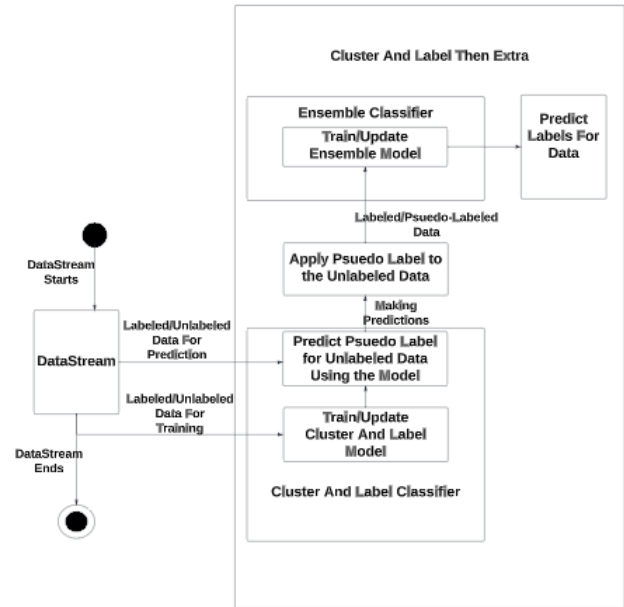 Cluster And Label Then Extra
Ensemble Classifier
Train/Update
Ensemble Model
Predict
Labels For
Data
Labeled/Psuedo-Labeled
Data
Apply Psuedo Label to
the Unlabeled Data
Making
Predictions
DataStream
Starts
DataStream
Labeled/Unlabeled
Data For
Prediction
Predict Psuedo Label
for Unlabeled Data
Using the Model
Labeled/Unlabeled
Data For
Training
Train/Update
Cluster And Label
Model
DataStream
Ends
Cluster And Label Classifier